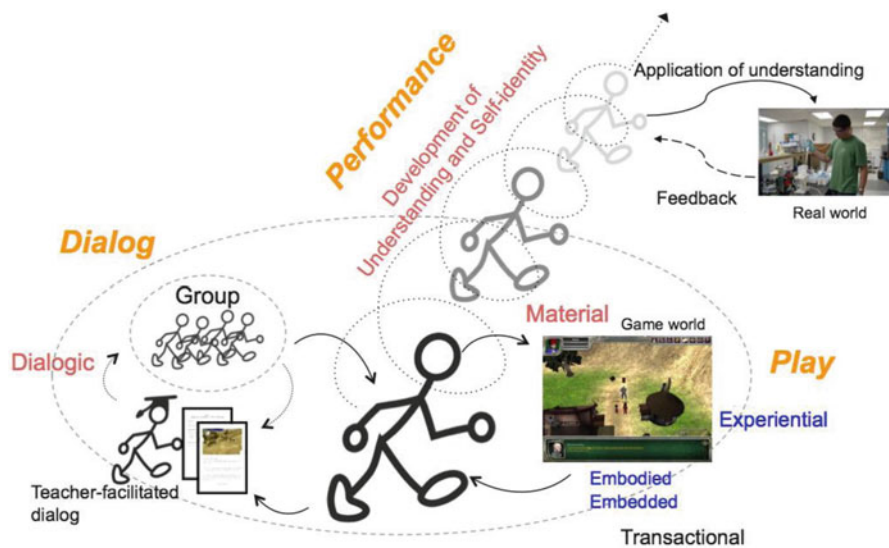 Performance
Development of
Understanding and Self-identity
Application of understanding
Feedback
Real world
Dialog
Group
Dialogic
Teacher-facilitated
dialog
Material
Game world
Play
Experiential
Embodied
Embedded
Transactional